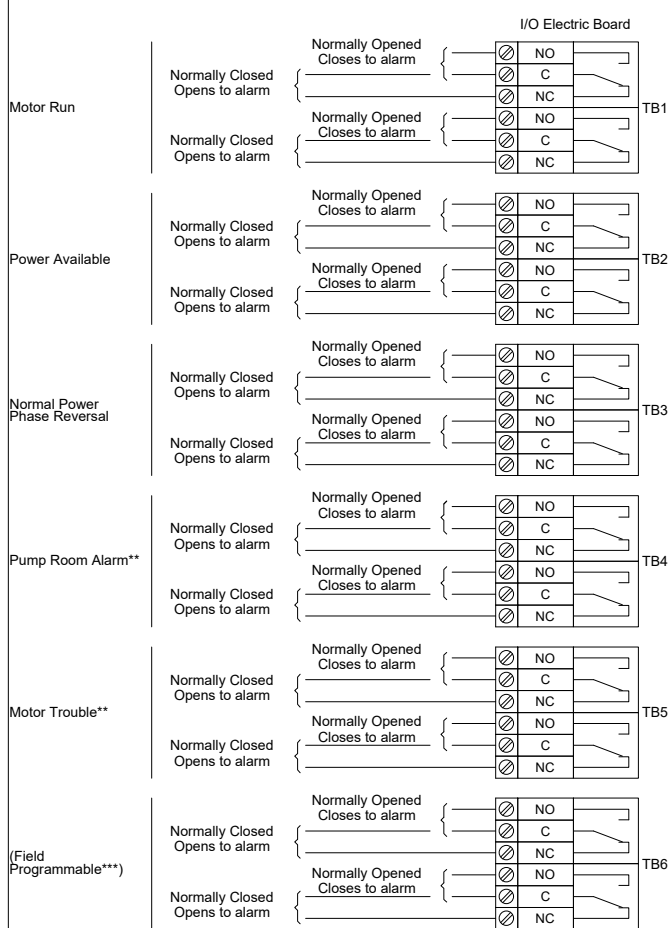 I/O Electric Board
Motor Run
Normally Opened
Closes to alarm
Normally Closed
Opens to alarm
NO
C
NC
Normally Opened
Closes to alarm
Normally Closed
Opens to alarm
NO
C
NC
TB1
Power Available
Normally Opened
Closes to alarm
Normally Closed
Opens to alarm
NO
C
NC
Normally Opened
Closes to alarm
Normally Closed
Opens to alarm
NO
C
NC
TB2
Normal Power
Phase Reversal
Normally Opened
Closes to alarm
Normally Closed
Opens to alarm
NO
C
NC
Normally Opened
Closes to alarm
Normally Closed
Opens to alarm
NO
C
NC
TB3
Pump Room Alarm**
Normally Opened
Closes to alarm
Normally Closed
Opens to alarm
NO
C
NC
Normally Opened
Closes to alarm
Normally Closed
Opens to alarm
NO
C
NC
TB4
Motor Trouble**
Normally Opened
Closes to alarm
Normally Closed
Opens to alarm
NO
C
NC
Normally Opened
Closes to alarm
Normally Closed
Opens to alarm
NO
C
NC
TB5
(Field
Programmable***)
Normally Opened
Closes to alarm
Normally Closed
Opens to alarm
NO
C
NC
Normally Opened
Closes to alarm
Normally Closed
Opens to alarm
NO
C
NC
TB6